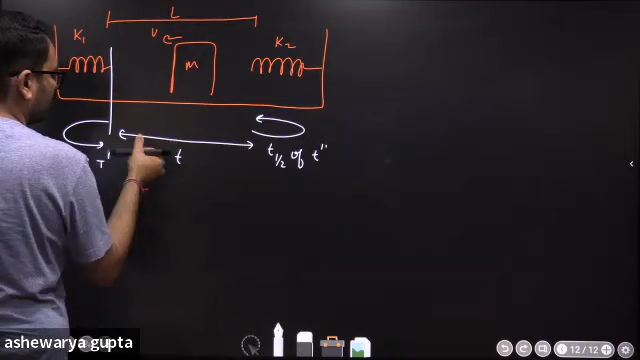 L
K1
V
M
K2
T'
t
t1/2 of t"
ashewarya gupta
12/12